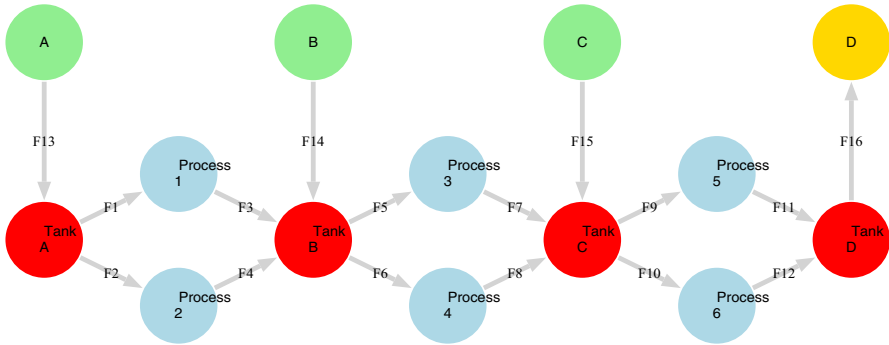 A
B
C
D
F13
F14
F15
F16
Process
1
Process
3
Process
5
F1
F3
F5
F7
F9
F11
Tank
A
Tank
B
Tank
C
Tank
D
F2
F4
F6
F8
F10
F12
Process
2
Process
4
Process
6